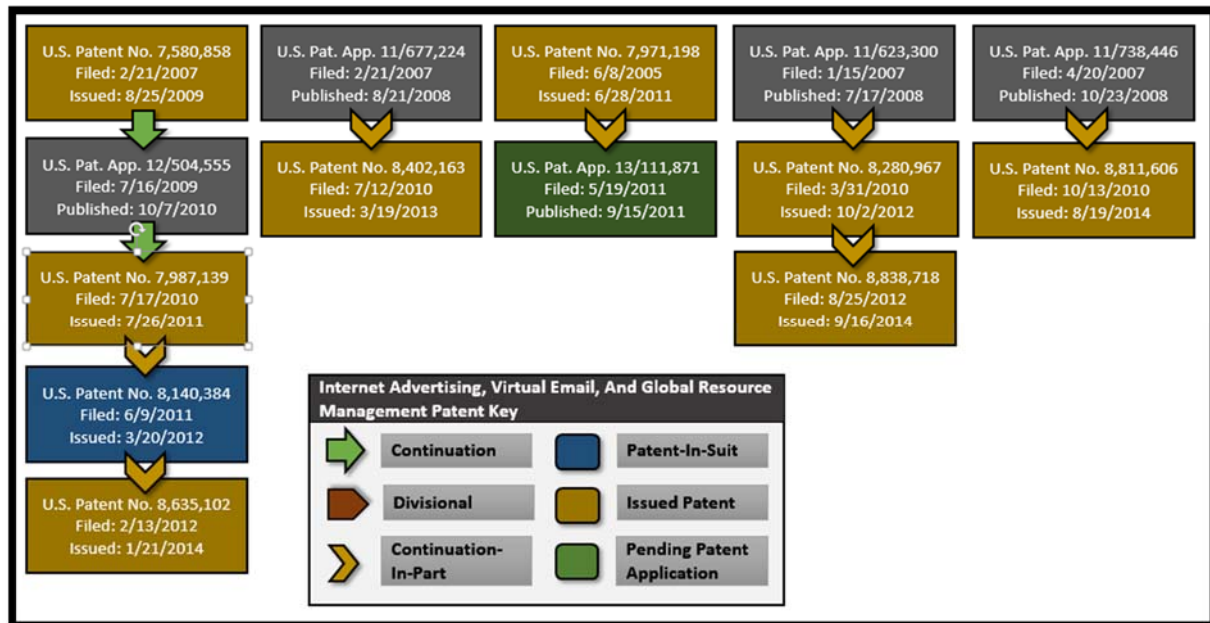 U.S. Patent No. 7,580,858
Filed: 2/21/2007
Issued: 8/25/2009
U.S. Pat. App. 12/504,555
Filed: 7/16/2009
Published: 10/7/2010
U.S. Patent No. 7,987,139
Filed: 7/17/2010
Issued: 7/26/2011
U.S. Patent No. 8,140,384
Filed: 6/9/2011
Issued: 3/20/2012
U.S. Patent No. 8,635,102
Filed: 2/13/2012
Issued: 1/21/2014
U.S. Pat. App. 11/677,224
Filed: 2/21/2007
Published: 8/21/2008
U.S. Patent No. 8,402,163
Filed: 7/12/2010
Issued: 3/19/2013
U.S. Patent No. 7,971,198
Filed: 6/8/2005
Issued: 6/28/2011
U.S. Pat. App. 13/111,871
Filed: 5/19/2011
Published: 9/15/2011
U.S. Pat. App. 11/623,300
Filed: 1/15/2007
Published: 7/17/2008
U.S. Patent No. 8,280,967
Filed: 3/31/2010
Issued: 10/2/2012
U.S. Patent No. 8,838,718
Filed: 8/25/2012
Issued: 9/16/2014
U.S. Pat. App. 11/738,446
Filed: 4/20/2007
Published: 10/23/2008
U.S. Patent No. 8,811,606
Filed: 10/13/2010
Issued: 8/19/2014
Internet Advertising, Virtual Email, And Global Resource
Management Patent Key
Continuation
Patent-In-Suit
Divisional
Issued Patent
Continuation-
In-Part
Pending Patent
Application